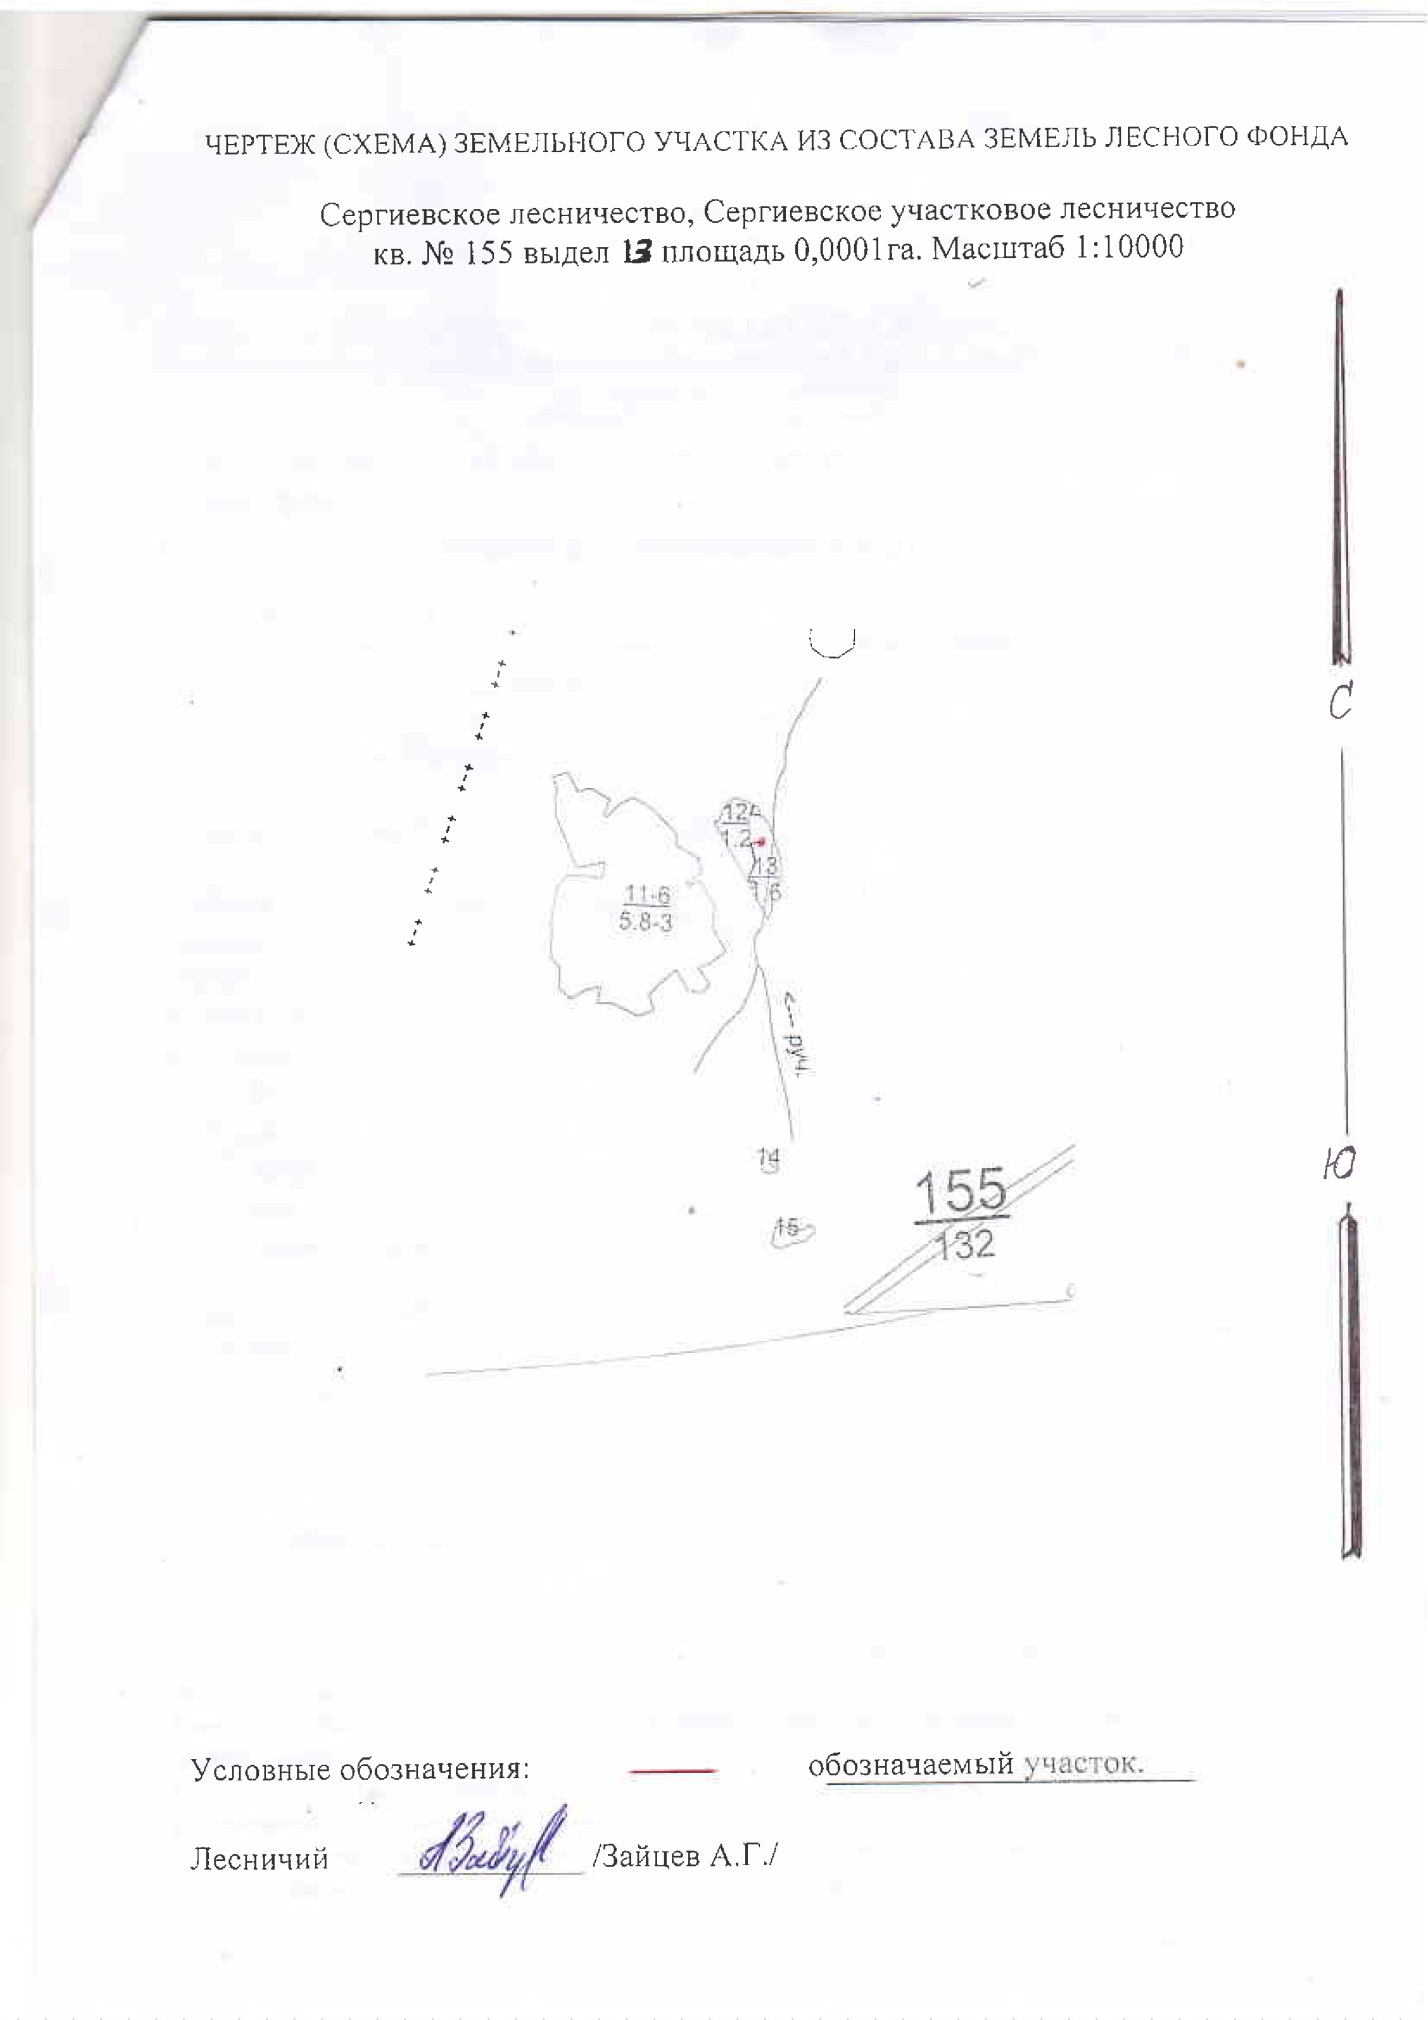 ЧЕРТЕЖ (СХЕМА) ЗЕМЕЛЬНОГО УЧАСТКА ИЗ СОСТАВА ЗЕМЕЛЬ ЛЕСНОГО ФОНДА
Сергиевское лесничество, Сергиевское участковое лесничество
кв. № 155 выдел 13 площадь 0,0001га. Масштаб 1:10000
С
1.2
13
1,6
11-6
5.8-3
← руч.
14
15
155
132
Ю
Условные обозначения: обозначаемый участок.
Лесничий /Зайцев А.Г./